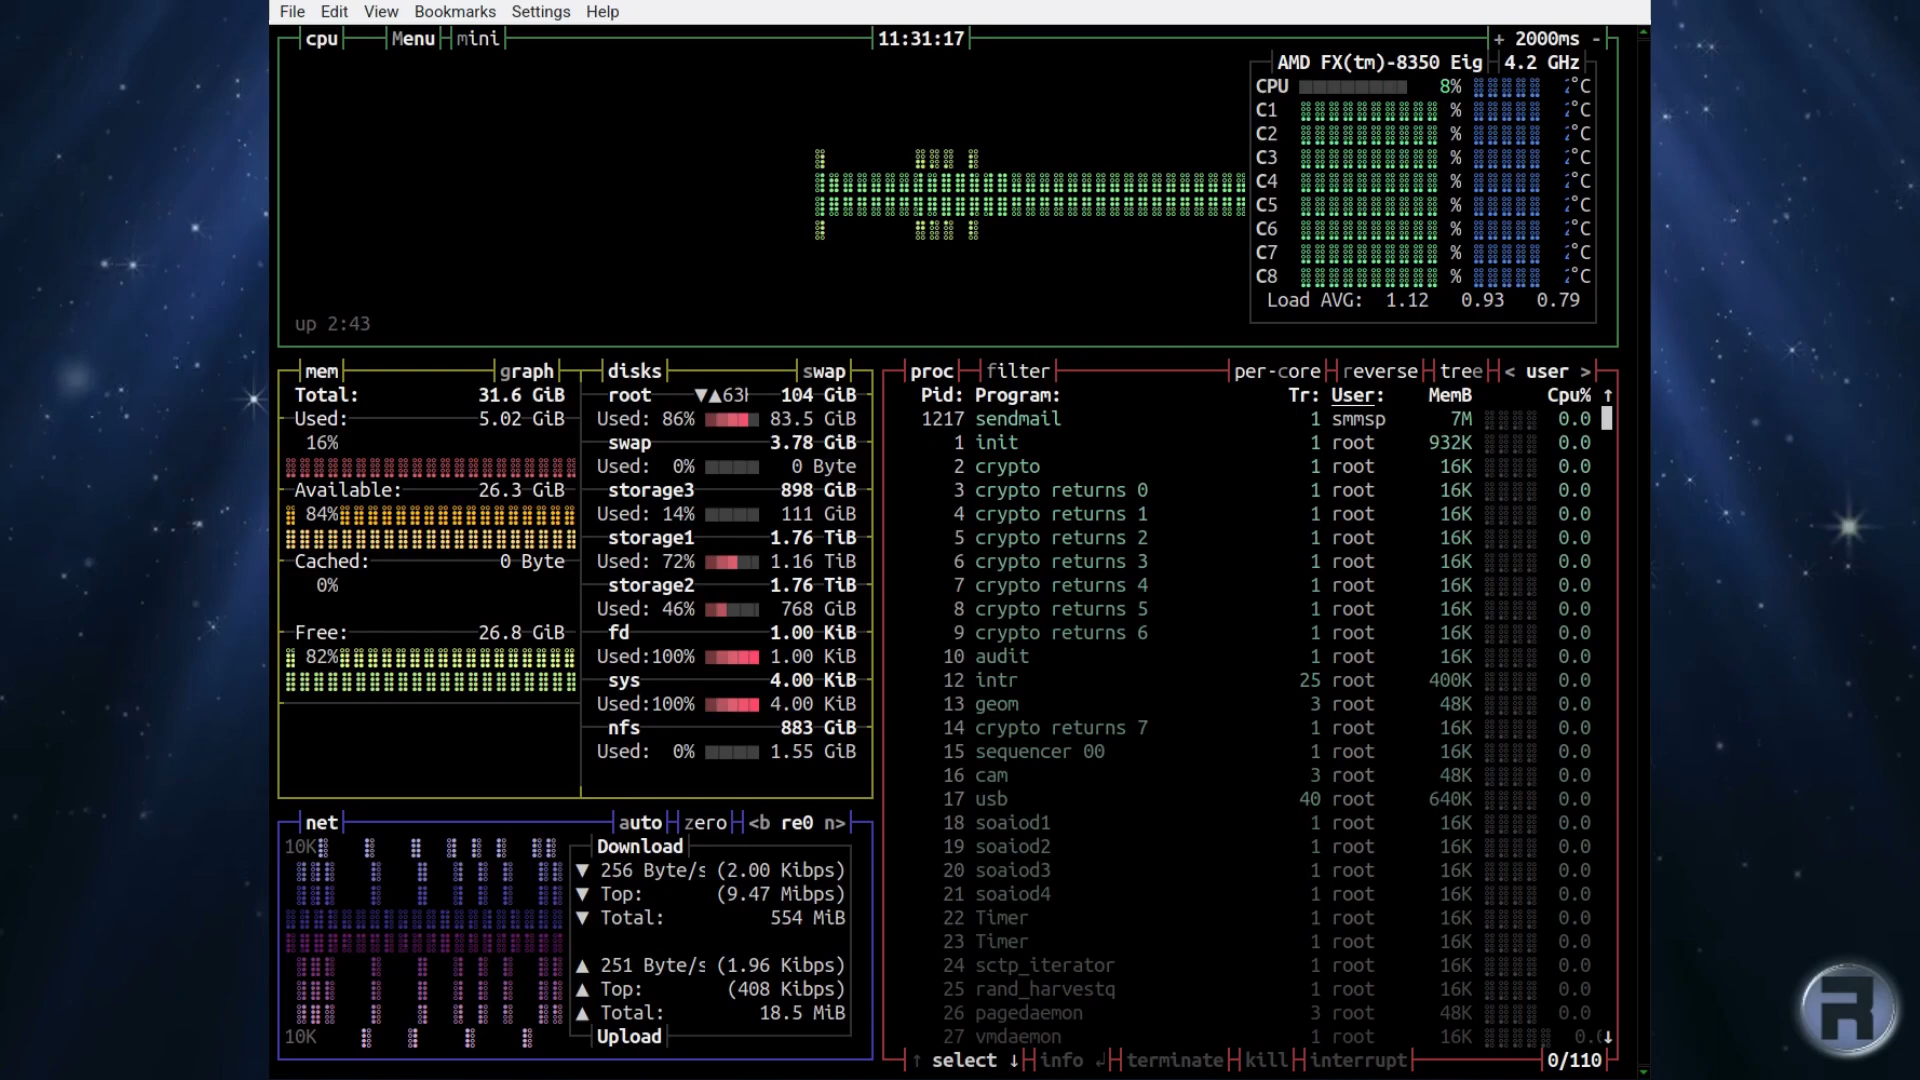 File Edit View Bookmarks Settings Help
cpu Menu mini 11:31:17 + 2000ms -
AMD FX(tm)-8350 Eig 4.2 GHz
CPU 8% °C
C1 % °C
C2 % °C
C3 % °C
C4 % °C
C5 % °C
C6 % °C
C7 % °C
C8 % °C
Load AVG: 1.12 0.93 0.79
up 2:43
mem graph
Total: 31.6 GiB
Used: 5.02 GiB
16%
Available: 26.3 GiB
84%
Cached: 0 Byte
0%
Free: 26.8 GiB
82%
disks swap
root ▼▲63 104 GiB
Used: 86% 83.5 GiB
swap 3.78 GiB
Used: 0% 0 Byte
storage3 898 GiB
Used: 14% 111 GiB
storage1 1.76 TiB
Used: 72% 1.16 TiB
storage2 1.76 TiB
Used: 46% 768 GiB
fd 1.00 KiB
Used:100% 1.00 KiB
sys 4.00 KiB
Used:100% 4.00 KiB
nfs 883 GiB
Used: 0% 1.55 GiB
net auto zero <b re0 n>
10K
Download
▼ 256 Byte/s (2.00 Kibps)
▼ Top: (9.47 Mibps)
▼ Total: 554 MiB
▲ 251 Byte/s (1.96 Kibps)
▲ Top: (408 Kibps)
▲ Total: 18.5 MiB
10K
Upload
proc filter per-core reverse tree < user >
Pid: Program: Tr: User: MemB Cpu% ↑
1217 sendmail 1 smmsp 7M 0.0
1 init 1 root 932K 0.0
2 crypto 1 root 16K 0.0
3 crypto returns 0 1 root 16K 0.0
4 crypto returns 1 1 root 16K 0.0
5 crypto returns 2 1 root 16K 0.0
6 crypto returns 3 1 root 16K 0.0
7 crypto returns 4 1 root 16K 0.0
8 crypto returns 5 1 root 16K 0.0
9 crypto returns 6 1 root 16K 0.0
10 audit 1 root 16K 0.0
12 intr 25 root 400K 0.0
13 geom 3 root 48K 0.0
14 crypto returns 7 1 root 16K 0.0
15 sequencer 00 1 root 16K 0.0
16 cam 3 root 48K 0.0
17 usb 40 root 640K 0.0
18 soaiod1 1 root 16K 0.0
19 soaiod2 1 root 16K 0.0
20 soaiod3 1 root 16K 0.0
21 soaiod4 1 root 16K 0.0
22 Timer 1 root 16K 0.0
23 Timer 1 root 16K 0.0
24 sctp_iterator 1 root 16K 0.0
25 rand_harvestq 1 root 16K 0.0
26 pagedaemon 3 root 48K 0.0
27 vmdaemon 1 root 16K 0.0 ↓
↑ select ↓ info ↲ terminate kill interrupt 0/110
R